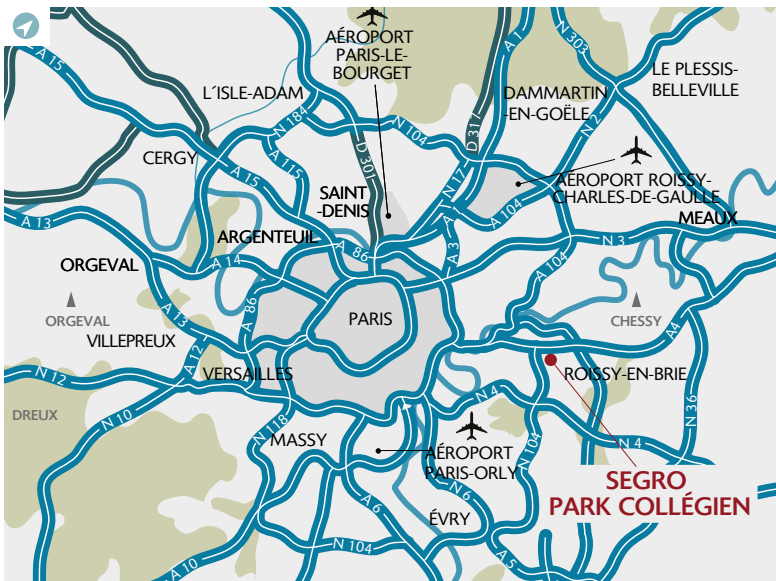 AÉROPORT
PARIS-LE-
BOURGET
A 1
N 303
A 15
L´ISLE-ADAM
DAMMARTIN
-EN-GOËLE
LE PLESSIS-
BELLEVILLE
N 184
N 104
D 317
N 2
D 301
CERGY
A 115
A 15
N 17
AÉROPORT ROISSY-
CHARLES-DE-GAULLE
SAINT
-DENIS
A 1
A 104
MEAUX
A 13
ARGENTEUIL
A 86
A 3
N 3
ORGEVAL
A 14
A 104
ORGEVAL
A 13
A 86
PARIS
CHESSY
VILLEPREUX
A4
A 12
N 12
VERSAILLES
ROISSY-EN-BRIE
N 36
DREUX
N 10
N 4
N 118
MASSY
N 104
N 4
AÉROPORT
PARIS-ORLY
SEGRO
PARK COLLÉGIEN
A 6
N 6
ÉVRY
N 104
A 10
A 5